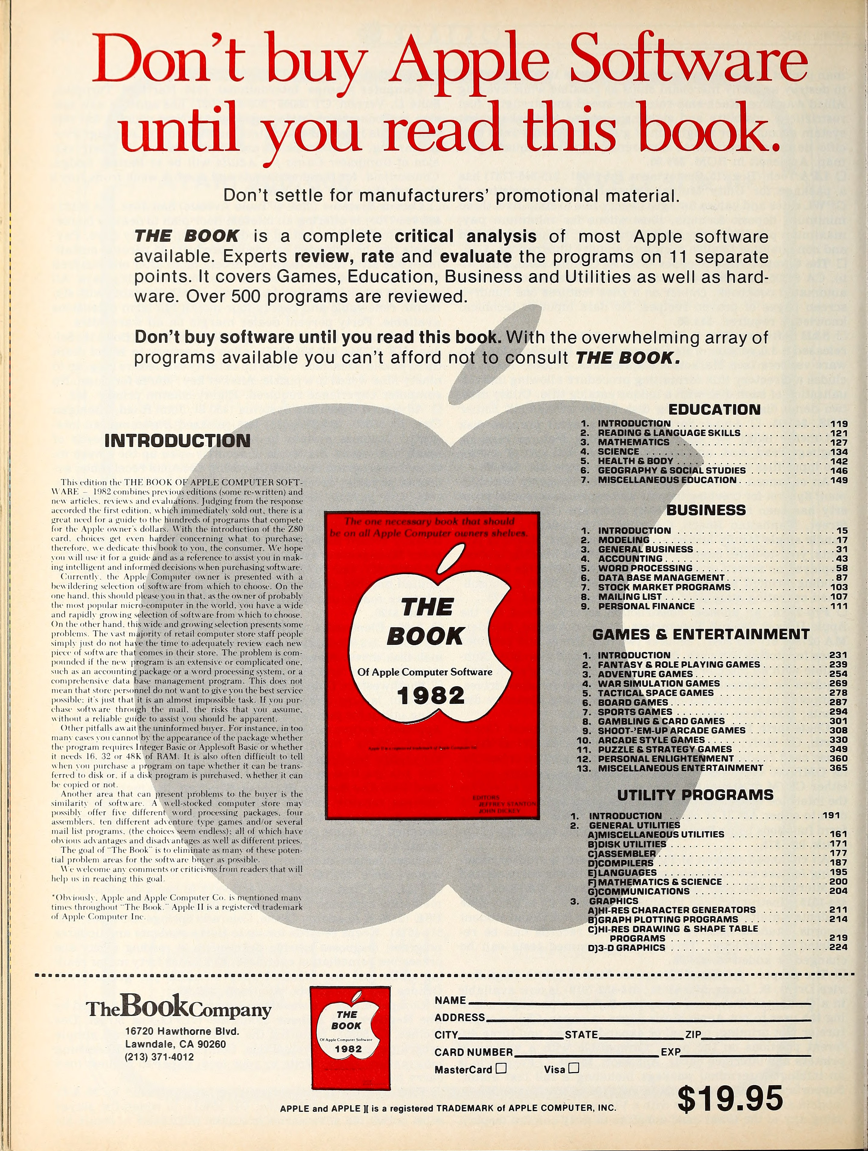 Don't buy Apple Software
until you read this book.
Don't settle for manufacturers' promotional material.
THE BOOK is a complete critical analysis of most Apple software
available. Experts review, rate and evaluate the programs on 11 separate
points. It covers Games, Education, Business and Utilities as well as hard-
ware. Over 500 programs are reviewed.
Don't buy software until you read this book. With the overwhelming array of
programs available you can't afford not to consult THE BOOK.
INTRODUCTION
This edition the THE BOOK OF APPLE COMPUTER SOFT-
WARE – 1982 combines previous editions (some re-written) and
new articles, reviews and evaluations. Judging from the response
accorded the first edition, which immediately sold out, there is a
great need for a guide to the hundreds of programs that compete
for the Apple owner's dollars. With the introduction of the Z80
card, choices get even harder concerning what to purchase;
therefore, we dedicate this book to you, the consumer. We hope
you will use it for a guide and as a reference to assist you in mak-
ing intelligent and informed decisions when purchasing software.
Currently, the Apple Computer owner is presented with a
bewildering selection of software from which to choose. On the
one hand, this should please you in that, as the owner of probably
the most popular micro-computer in the world, you have a wide
and rapidly growing selection of software from which to choose.
On the other hand, this wide and growing selection presents some
problems. The vast majority of retail computer store staff people
simply just do not have the time to adequately review each new
piece of software that comes in their store. The problem is com-
pounded if the new program is an extensive or complicated one,
such as an accounting package or a word processing system, or a
comprehensive data base management program. This does not
mean that store personnel do not want to give you the best service
possible; it's just that it is an almost impossible task. If you pur-
chase software through the mail, the risks that you assume,
without a reliable guide to assist you should be apparent.
Other pitfalls await the uninformed buyer. For instance, in too
many cases you cannot by the appearance of the package whether
the program requires Integer Basic or Applesoft Basic or whether
it needs 16, 32 or 48K of RAM. It is also often difficult to tell
when you purchase a program on tape whether it can be trans-
ferred to disk or, if a disk program is purchased, whether it can
be copied or not.
Another area that can present problems to the buyer is the
similarity of software. A well-stocked computer store may
possibly offer five different word processing packages, four
assemblers, ten different adventure type games and/or several
mail list programs, (the choices seem endless); all of which have
obvious advantages and disadvantages as well as different prices.
The goal of "The Book" is to eliminate as many of these poten-
tial problem areas for the software buyer as possible.
We welcome any comments or criticisms from readers that will
help us in reaching this goal.
*Obviously, Apple and Apple Computer Co. is mentioned many
times throughout "The Book." Apple II is a registered trademark
of Apple Computer Inc.
The one necessary book that should
be on all Apple Computer owners shelves.
THE
BOOK
Of Apple Computer Software
1982
Apple is a registered trademark of Apple Computer Inc.
EDITORS
JEFFREY STANTON
JOHN DICKEY
EDUCATION
1. INTRODUCTION 119
2. READING & LANGUAGE SKILLS 121
3. MATHEMATICS 127
4. SCIENCE 134
5. HEALTH & BODY 142
6. GEOGRAPHY & SOCIAL STUDIES 146
7. MISCELLANEOUS EDUCATION 149
BUSINESS
1. INTRODUCTION 15
2. MODELING 17
3. GENERAL BUSINESS 31
4. ACCOUNTING 43
5. WORD PROCESSING 58
6. DATA BASE MANAGEMENT 87
7. STOCK MARKET PROGRAMS 103
8. MAILING LIST 107
9. PERSONAL FINANCE 111
GAMES & ENTERTAINMENT
1. INTRODUCTION 231
2. FANTASY & ROLE PLAYING GAMES 239
3. ADVENTURE GAMES 254
4. WAR SIMULATION GAMES 269
5. TACTICAL SPACE GAMES 278
6. BOARD GAMES 287
7. SPORTS GAMES 294
8. GAMBLING & CARD GAMES 301
9. SHOOT-'EM-UP ARCADE GAMES 308
10. ARCADE STYLE GAMES 330
11. PUZZLE & STRATEGY GAMES 349
12. PERSONAL ENLIGHTENMENT 360
13. MISCELLANEOUS ENTERTAINMENT 365
UTILITY PROGRAMS
1. INTRODUCTION 191
2. GENERAL UTILITIES
A)MISCELLANEOUS UTILITIES 161
B)DISK UTILITIES 171
C)ASSEMBLER 177
D)COMPILERS 187
E)LANGUAGES 195
F)MATHEMATICS & SCIENCE 200
G)COMMUNICATIONS 204
3. GRAPHICS
A)HI-RES CHARACTER GENERATORS 211
B)GRAPH PLOTTING PROGRAMS 214
C)HI-RES DRAWING & SHAPE TABLE
PROGRAMS 219
D)3-D GRAPHICS 224
The Book Company
16720 Hawthorne Blvd.
Lawndale, CA 90260
(213) 371-4012
THE
BOOK
Of Apple Computer Software
1982
NAME
ADDRESS
CITY STATE ZIP
CARD NUMBER EXP
MasterCard Visa
$19.95
APPLE and APPLE ][ is a registered TRADEMARK of APPLE COMPUTER, INC.